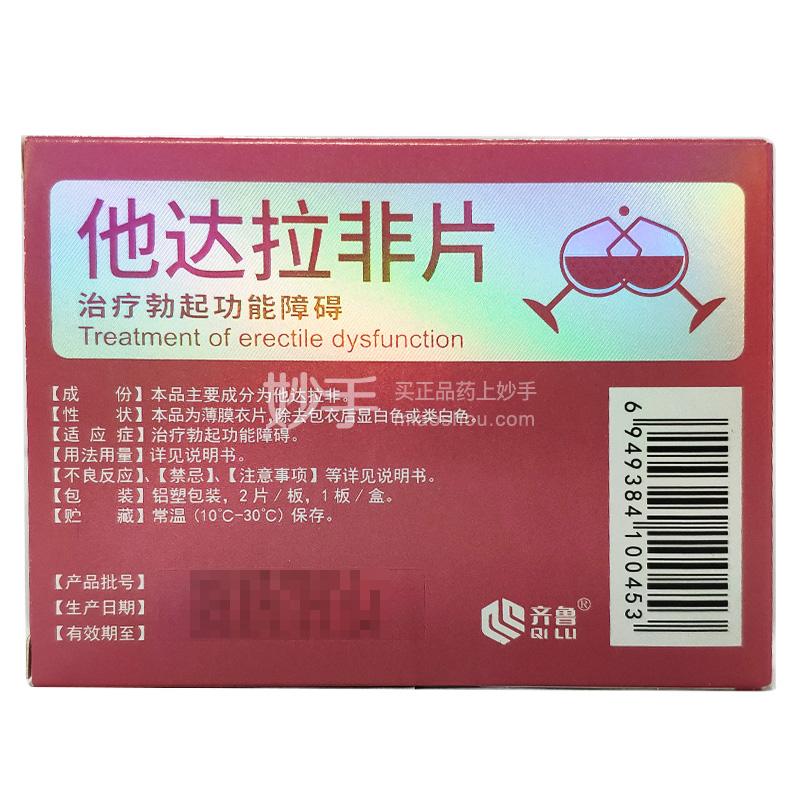 他达拉非片
治疗勃起功能障碍
Treatment of erectile dysfunction
【成 份】本品主要成分为他达拉非。
【性 状】本品为薄膜衣片,除去包衣后显白色或类白色。
【适 应 症】治疗勃起功能障碍。
【用法用量】详见说明书。
【不良反应】、【禁忌】、【注意事项】等详见说明书。
【包 装】铝塑包装，2片/板，1板/盒。
【贮 藏】常温(10℃-30℃)保存。
妙手 买正品药上妙手
miaoshou.com
【产品批号】
【生产日期】
【有效期至】
齐鲁®
QI LU
6949384100453